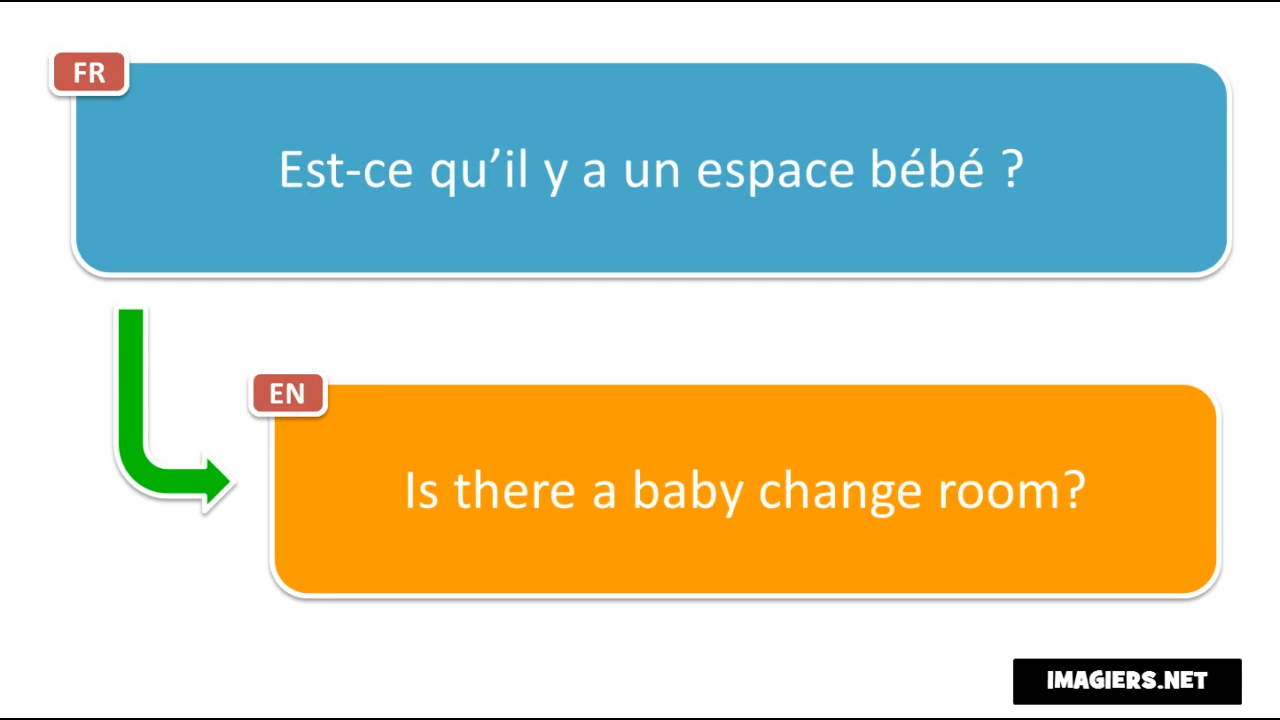 FR
Est-ce qu’il y a un espace bébé ?
EN
Is there a baby change room?
IMAGIERS.NET